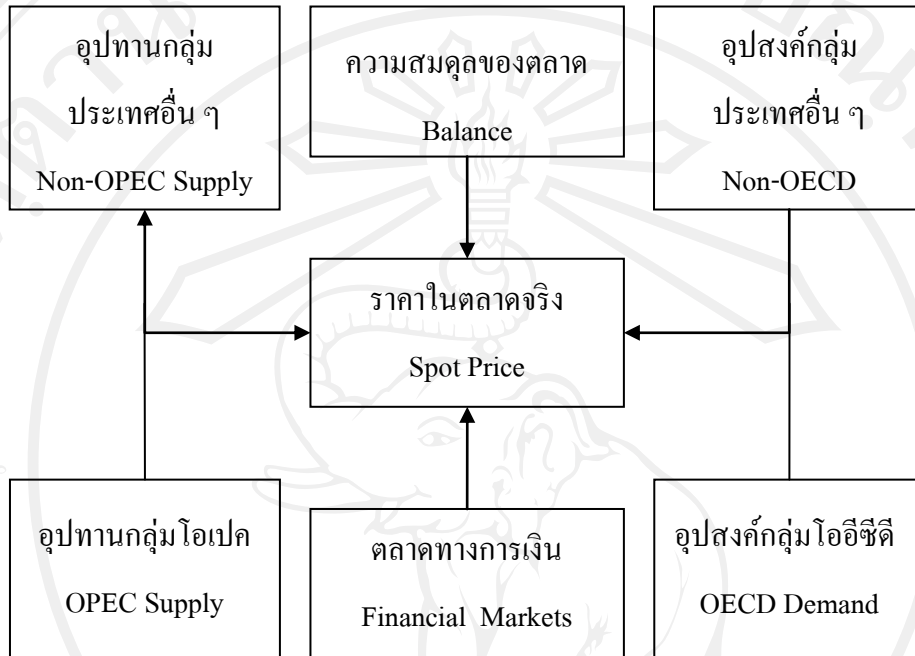 อุปทานกลุ่ม
ประเทศอื่น ๆ
Non-OPEC Supply
ความสมดุลของตลาด
Balance
อุปสงค์กลุ่ม
ประเทศอื่น ๆ
Non-OECD
ราคาในตลาดจริง
Spot Price
อุปทานกลุ่มโอเปค
OPEC Supply
ตลาดทางการเงิน
Financial Markets
อุปสงค์กลุ่มโออีซีดี
OECD Demand